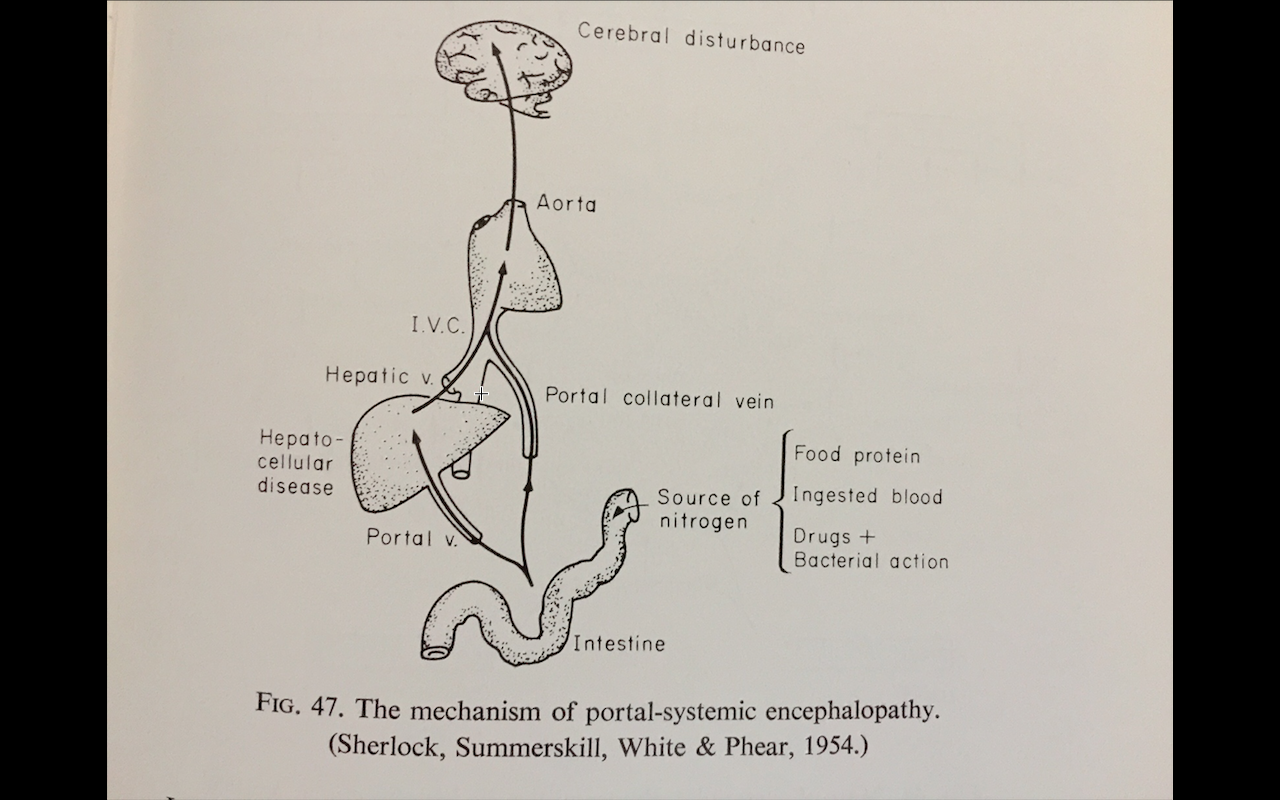 Cerebral disturbance
Aorta
I.V.C.
Hepatic v.
Portal collateral vein
Hepato-
cellular
disease
Food protein
Source of
nitrogen
Ingested blood
Drugs +
Bacterial action
Portal v.
Intestine
FIG. 47. The mechanism of portal-systemic encephalopathy.
(Sherlock, Summerskill, White & Phear, 1954.)